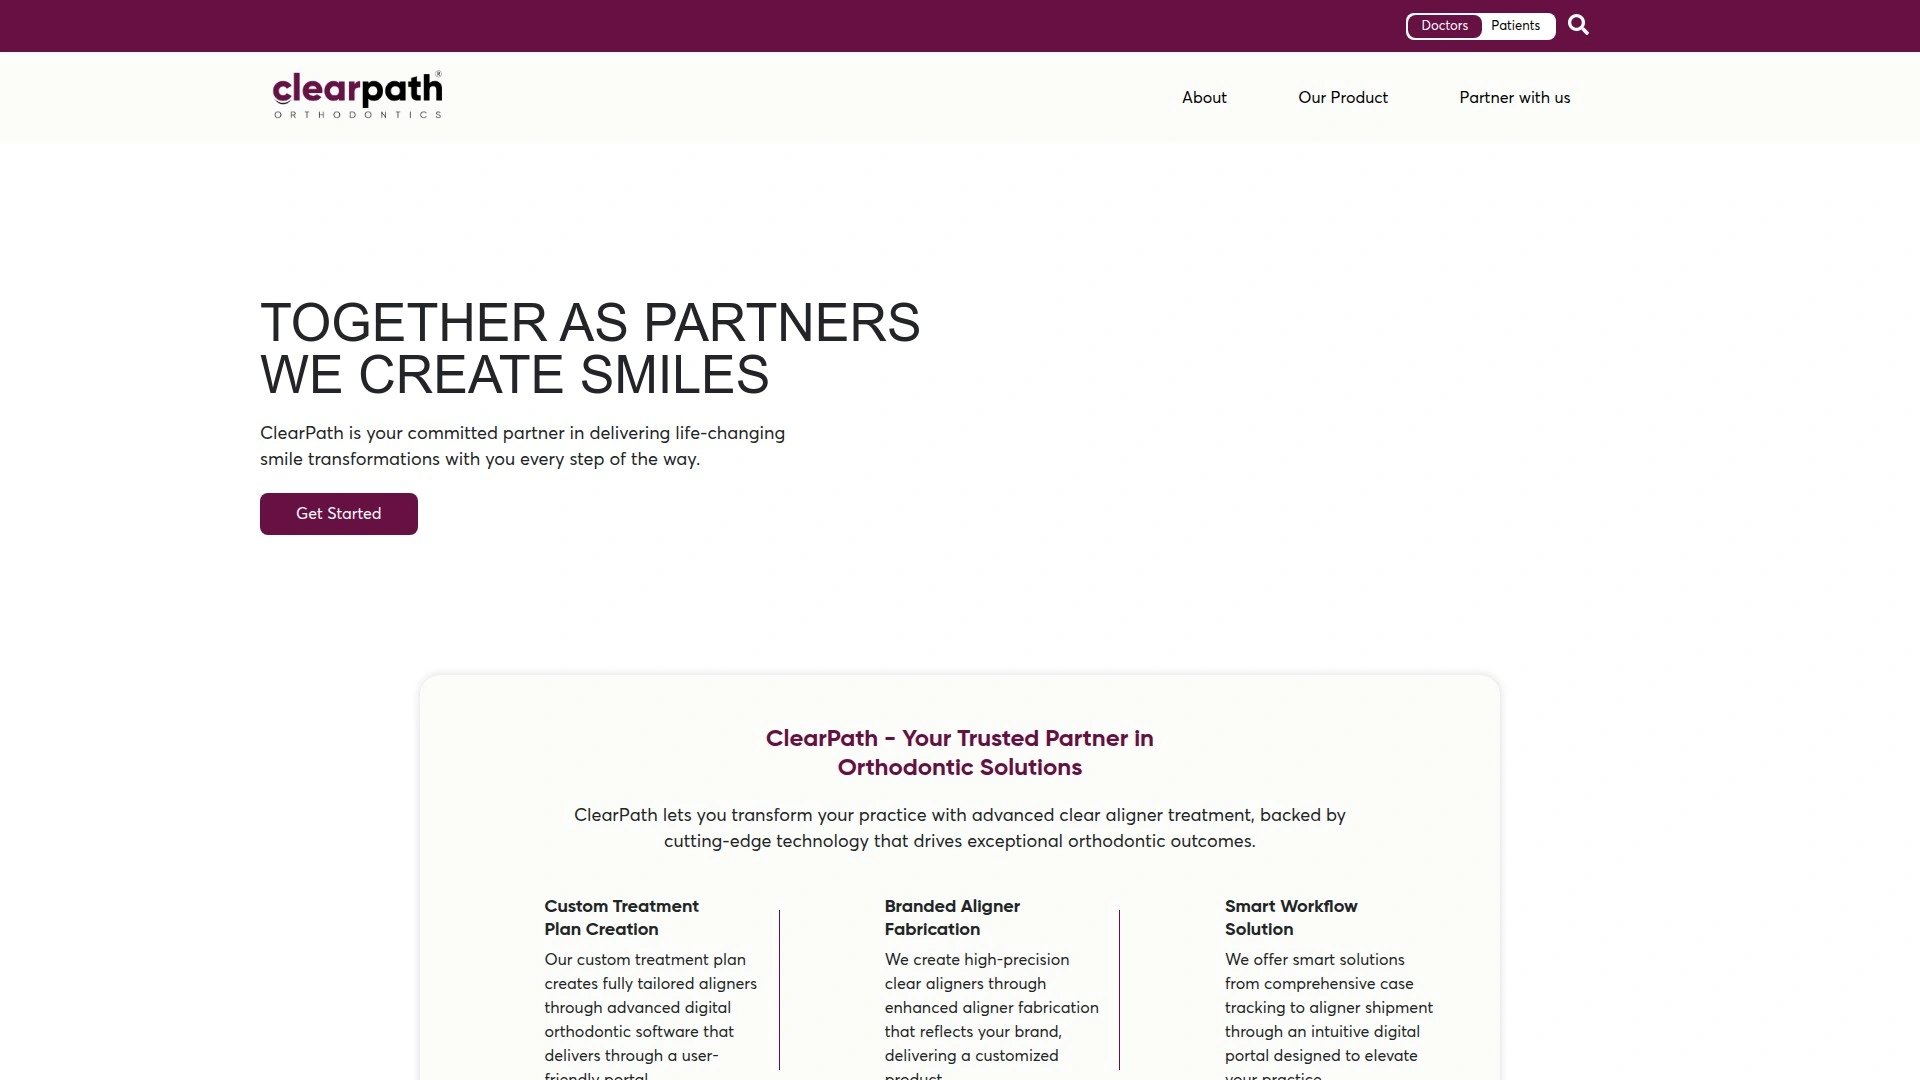 Doctors Patients
clearpath®
ORTHODONTICS
About Our Product Partner with us
TOGETHER AS PARTNERS
WE CREATE SMILES
ClearPath is your committed partner in delivering life-changing
smile transformations with you every step of the way.
Get Started
ClearPath - Your Trusted Partner in
Orthodontic Solutions
ClearPath lets you transform your practice with advanced clear aligner treatment, backed by
cutting-edge technology that drives exceptional orthodontic outcomes.
Custom Treatment
Plan Creation
Our custom treatment plan
creates fully tailored aligners
through advanced digital
orthodontic software that
delivers through a user-
friendly portal.
Branded Aligner
Fabrication
We create high-precision
clear aligners through
enhanced aligner fabrication
that reflects your brand,
delivering a customized
product.
Smart Workflow
Solution
We offer smart solutions
from comprehensive case
tracking to aligner shipment
through an intuitive digital
portal designed to elevate
your practice.